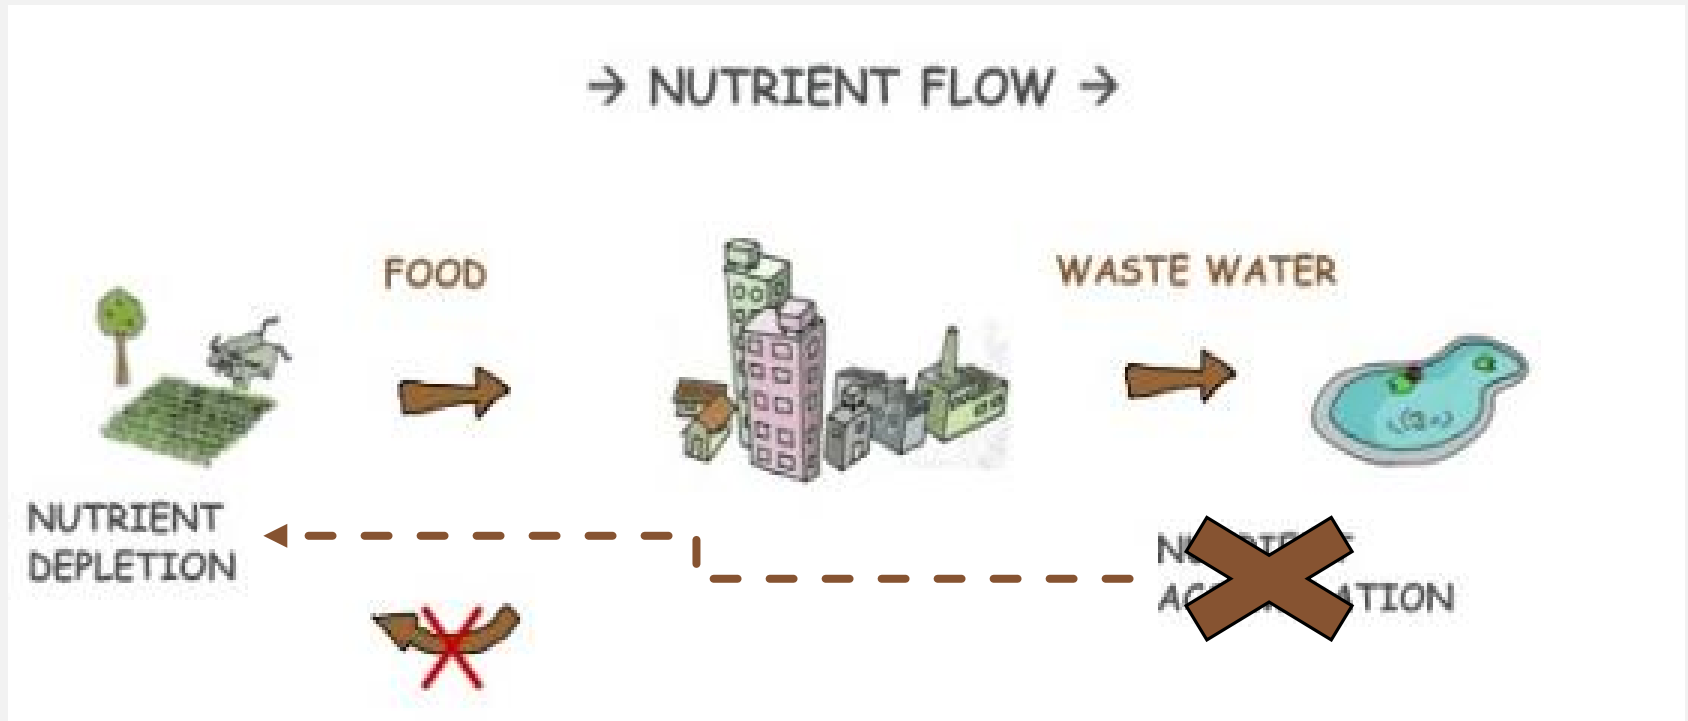 → NUTRIENT FLOW →
FOOD
WASTE WATER
NUTRIENT
DEPLETION